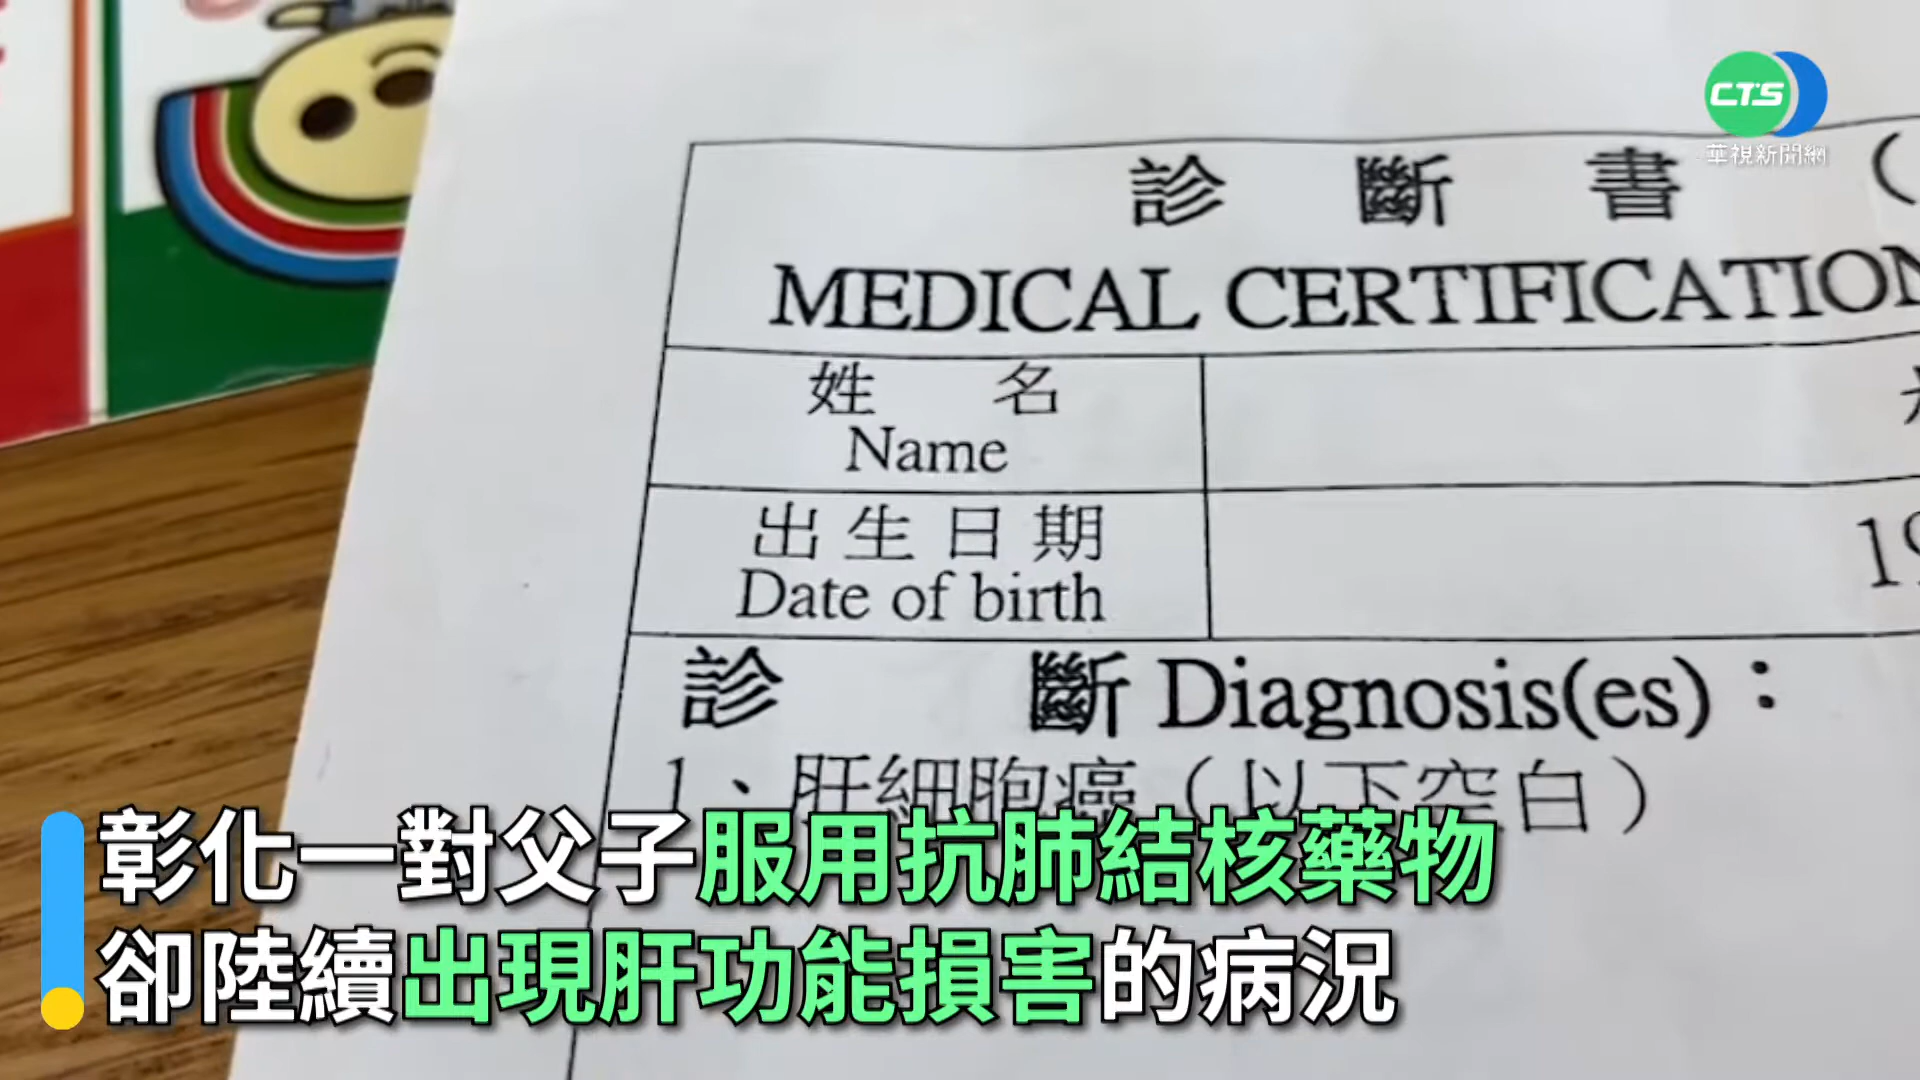 CTS
華視新聞網
診斷書（
MEDICAL CERTIFICATION
姓名
Name
出生日期
Date of birth
19
診斷 Diagnosis(es)：
1、肝細胞癌（以下空白）
彰化一對父子服用抗肺結核藥物
卻陸續出現肝功能損害的病況